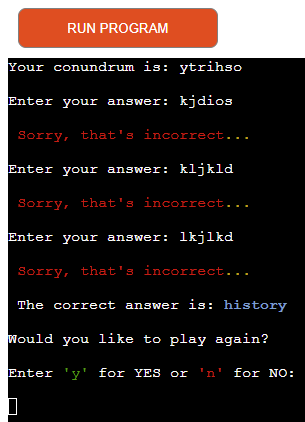 RUN PROGRAM
Your conundrum is: ytrihso
Enter your answer: kjdios
Sorry, that's incorrect...
Enter your answer: kljkld
Sorry, that's incorrect...
Enter your answer: lkjlkd
Sorry, that's incorrect...
The correct answer is: history
Would you like to play again?
Enter 'y' for YES or 'n' for NO: